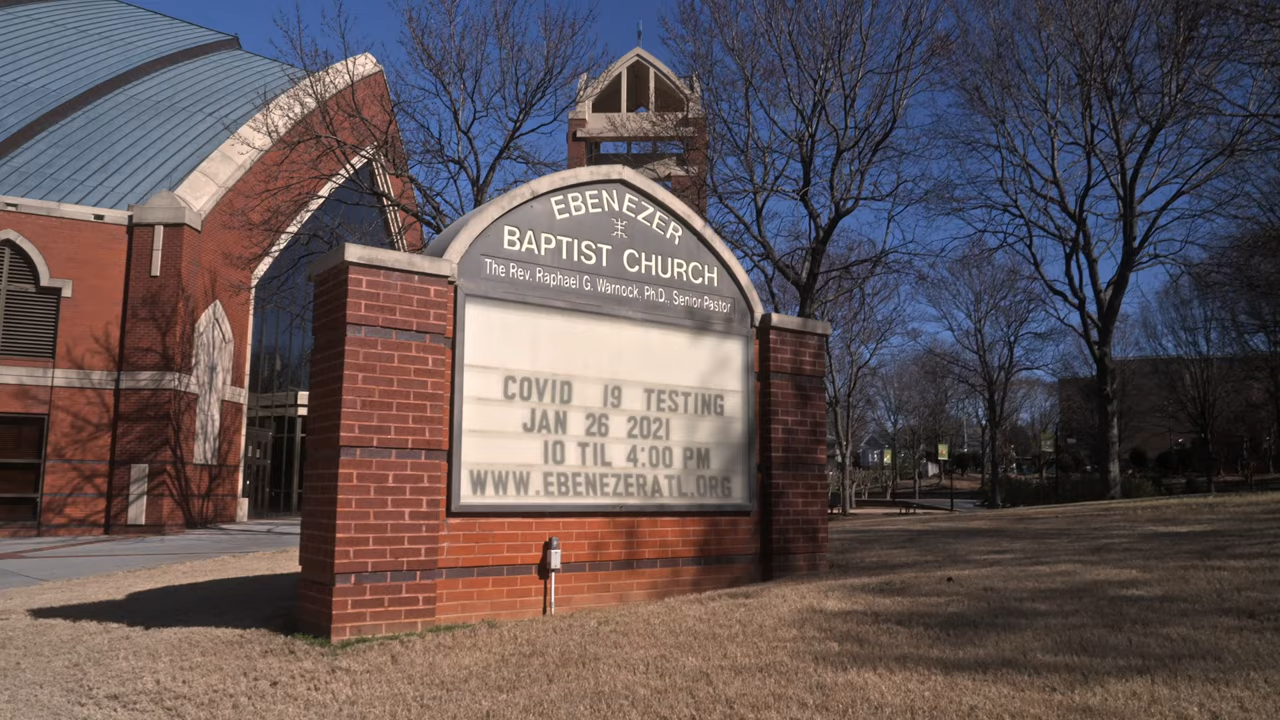 EBENEZER
BAPTIST CHURCH
The Rev. Raphael G. Warnock, Ph.D., Senior Pastor
COVID 19 TESTING
JAN 26 2021
10 TIL 4:00 PM
WWW.EBENEZERATL.ORG